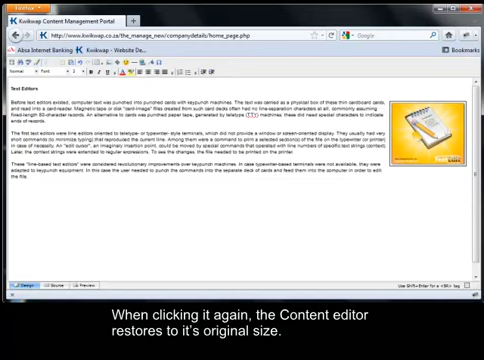 Firefox
Kwikwap Content Management Portal
http://www.kwikwap.co.za/the_manage_new/companydetails/home_page.php
Google
Absa Internet Banking Kwikwap - Website De...
Bookmarks
Normal Font
Text Editors
Before text editors existed, computer text was punched into punched cards with keypunch machines. The text was carried as a physical box of these thin cardboard cards,
and read into a card-reader. Magnetic tape or disk "card-image" files created from such card decks often had no line-separation characters at all, commonly assuming
fixed-length 80-character records. An alternative to cards was punched paper tape, generated by teletype (TTY) machines; these did need special characters to indicate
ends of records.
The first text editors were line editors oriented to teletype- or typewriter-style terminals, which did not provide a window or screen-oriented display. They usually had very
short commands (to minimize typing) that reproduced the current line. Among them were a command to print a selected section(s) of the file on the typewriter (or printer)
in case of necessity. An "edit cursor", an imaginary insertion point, could be moved by special commands that operated with line numbers of specific text strings (context).
Later, the context strings were extended to regular expressions. To see the changes, the file needed to be printed on the printer.
These "line-based text editors" were considered revolutionary improvements over keypunch machines. In case typewriter-based terminals were not available, they were
adapted to keypunch equipment. In this case the user needed to punch the commands into the separate deck of cards and feed them into the computer in order to edit
the file.
Design Source Preview
Use Shift+Enter for a <BR> tag
When clicking it again, the Content editor
restores to it's original size.